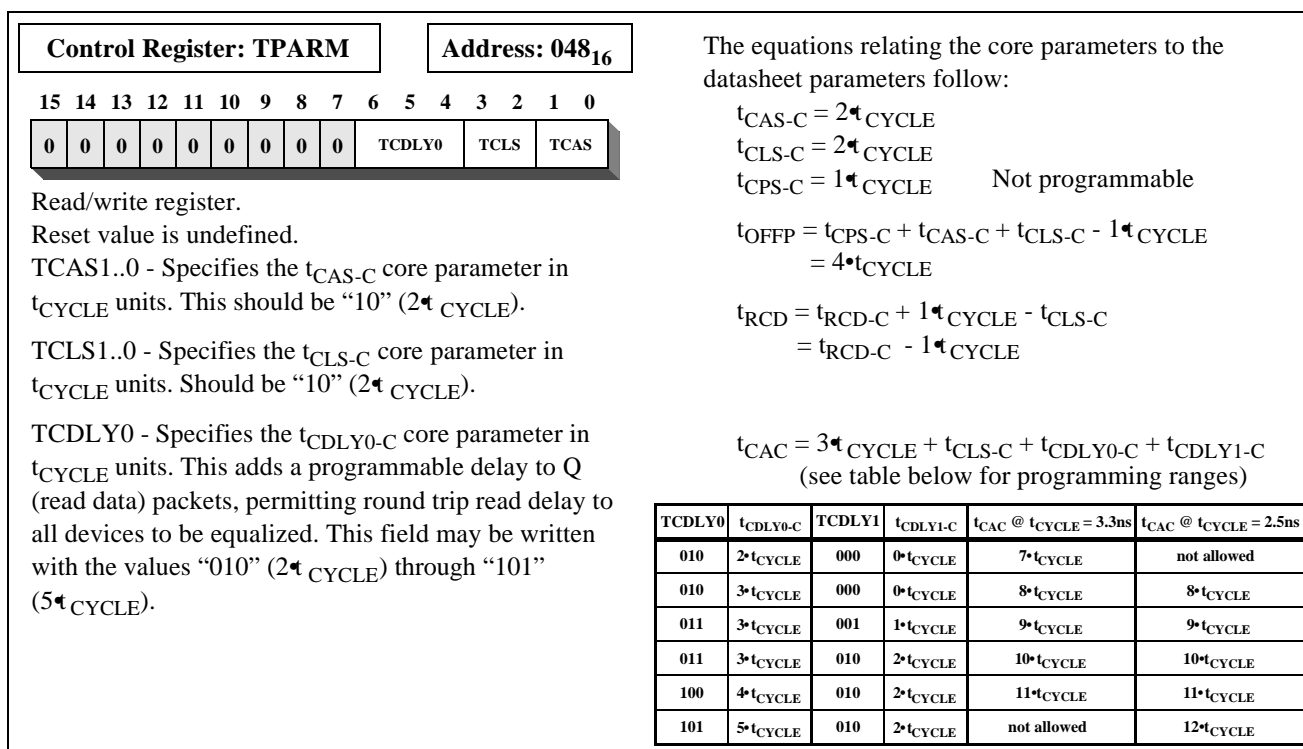 Control Register: TPARM
Address: 048₁₆
15 14 13 12 11 10 9 8 7 6 5 4 3 2 1 0
0 0 0 0 0 0 0 0 0 TCDLY0 TCLS TCAS
Read/write register.
Reset value is undefined.
TCAS1..0 - Specifies the tCAS-C core parameter in
tCYCLE units. This should be “10” (2•tCYCLE).
TCLS1..0 - Specifies the tCLS-C core parameter in
tCYCLE units. Should be “10” (2•tCYCLE).
TCDLY0 - Specifies the tCDLY0-C core parameter in
tCYCLE units. This adds a programmable delay to Q
(read data) packets, permitting round trip read delay to
all devices to be equalized. This field may be written
with the values “010” (2•tCYCLE) through “101”
(5•tCYCLE).
The equations relating the core parameters to the
datasheet parameters follow:
tCAS-C = 2•tCYCLE
tCLS-C = 2•tCYCLE
tCPS-C = 1•tCYCLE Not programmable
tOFFP = tCPS-C + tCAS-C + tCLS-C - 1•tCYCLE
= 4•tCYCLE
tRCD = tRCD-C + 1•tCYCLE - tCLS-C
= tRCD-C - 1•tCYCLE
tCAC = 3•tCYCLE + tCLS-C + tCDLY0-C + tCDLY1-C
(see table below for programming ranges)
TCDLY0 tCDLY0-C TCDLY1 tCDLY1-C tCAC @ tCYCLE = 3.3ns tCAC @ tCYCLE = 2.5ns
010 2•tCYCLE 000 0•tCYCLE 7•tCYCLE not allowed
010 3•tCYCLE 000 0•tCYCLE 8•tCYCLE 8•tCYCLE
011 3•tCYCLE 001 1•tCYCLE 9•tCYCLE 9•tCYCLE
011 3•tCYCLE 010 2•tCYCLE 10•tCYCLE 10•tCYCLE
100 4•tCYCLE 010 2•tCYCLE 11•tCYCLE 11•tCYCLE
101 5•tCYCLE 010 2•tCYCLE not allowed 12•tCYCLE